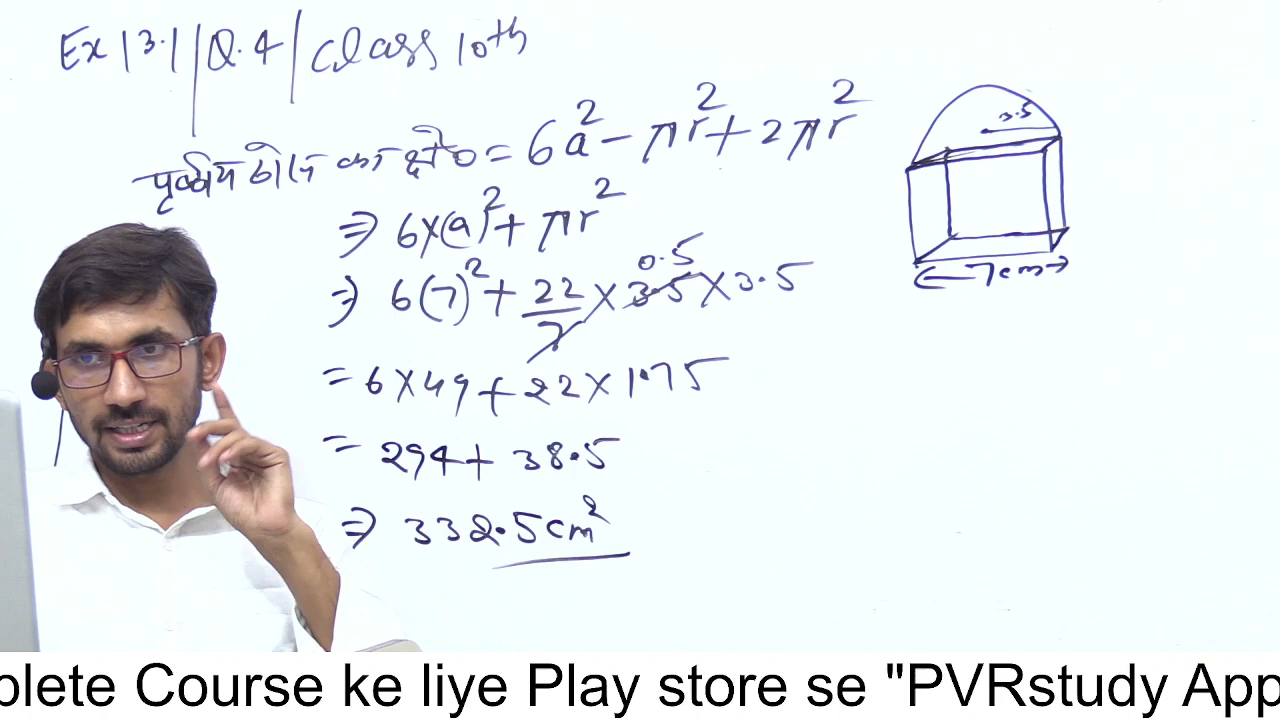 Ex 13.1 | Q.4 | Class 10th
पृष्ठीय ठोस का क्षे० = 6a² - πr² + 2πr²
⇒ 6×(a)² + πr²
⇒ 6(7)² + 22/7 × 3.5 × 3.5
0.5
= 6×49 + 22×1.75
= 294 + 38.5
⇒ 332.5cm²
3.5
7cm
plete Course ke liye Play store se "PVRstudy App